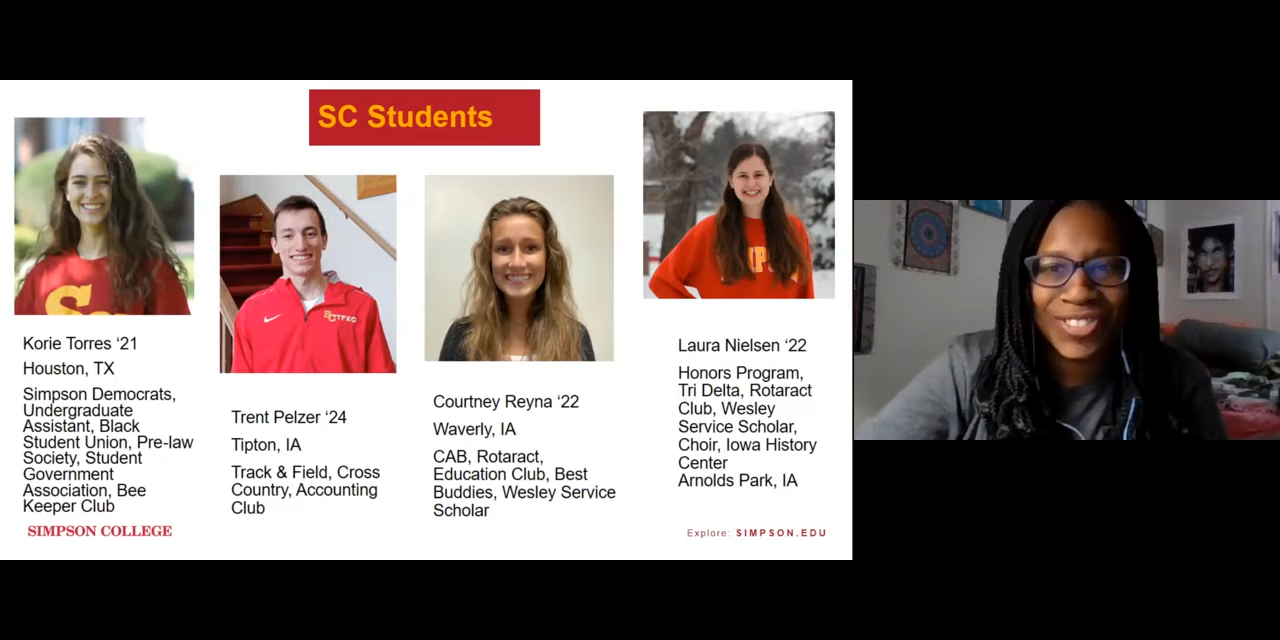 SC Students
Korie Torres ‘21
Houston, TX
Simpson Democrats,
Undergraduate
Assistant, Black
Student Union, Pre-law
Society, Student
Government
Association, Bee
Keeper Club
Trent Pelzer ‘24
Tipton, IA
Track & Field, Cross
Country, Accounting
Club
Courtney Reyna ‘22
Waverly, IA
CAB, Rotaract,
Education Club, Best
Buddies, Wesley Service
Scholar
Laura Nielsen ‘22
Honors Program,
Tri Delta, Rotaract
Club, Wesley
Service Scholar,
Choir, Iowa History
Center
Arnolds Park, IA
SC TFXC
SIMPSON COLLEGE
Explore: SIMPSON.EDU